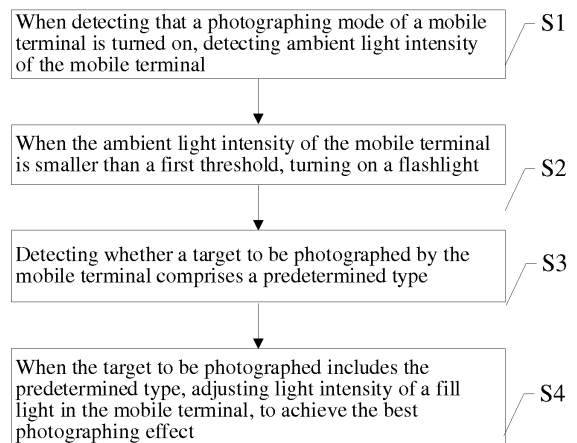 When detecting that a photographing mode of a mobile
terminal is turned on, detecting ambient light intensity
of the mobile terminal
S1
When the ambient light intensity of the mobile terminal
is smaller than a first threshold, turning on a flashlight
S2
Detecting whether a target to be photographed by the
mobile terminal comprises a predetermined type
S3
When the target to be photographed includes the
predetermined type, adjusting light intensity of a fill
light in the mobile terminal, to achieve the best
photographing effect
S4